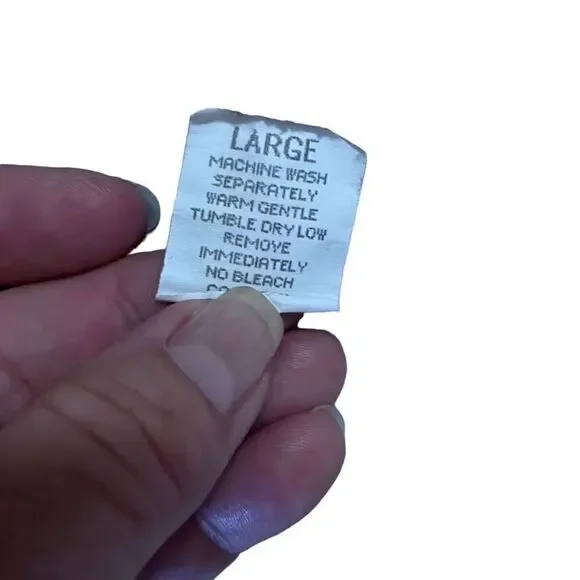 LARGE
MACHINE WASH
SEPARATELY
WARM GENTLE
TUMBLE DRY LOW
REMOVE
IMMEDIATELY
NO BLEACH